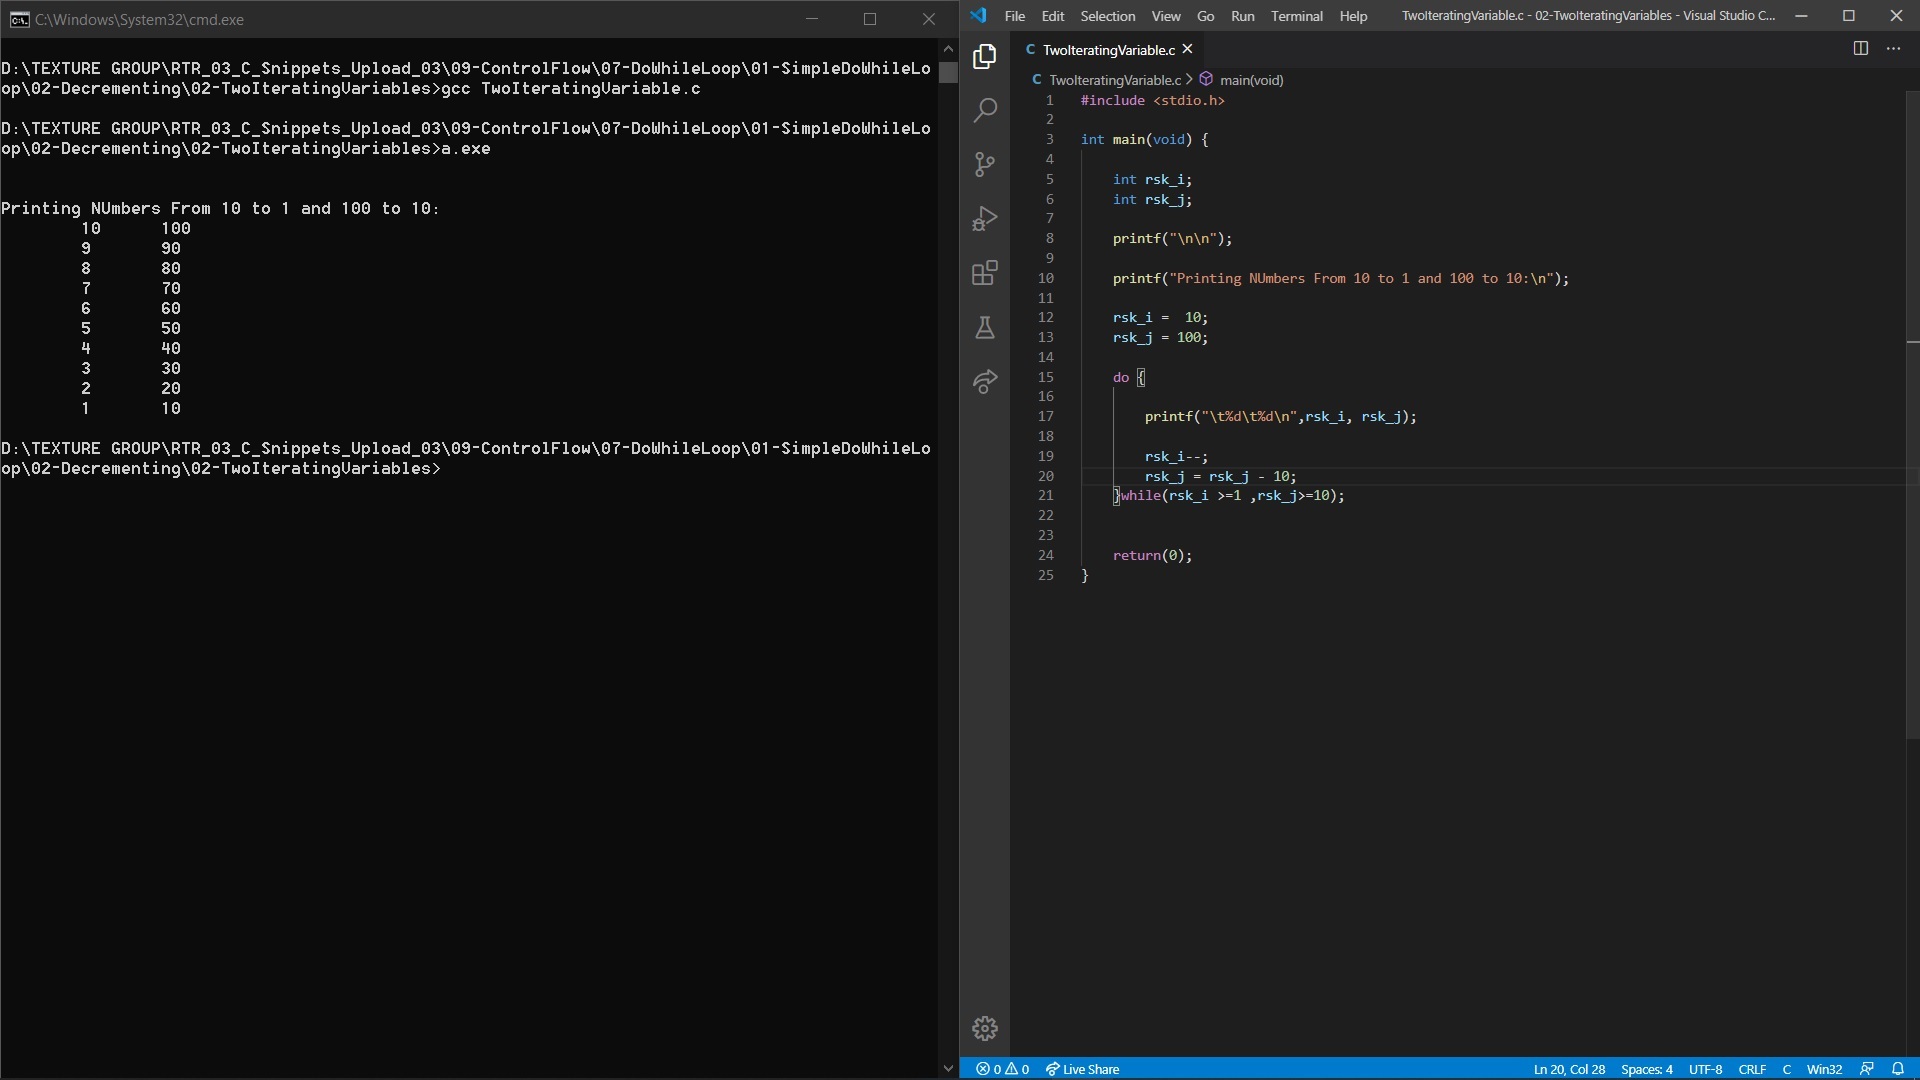 C:\Windows\System32\cmd.exe
D:\TEXTURE GROUP\RTR_03_C_Snippets_Upload_03\09-ControlFlow\07-DoWhileLoop\01-SimpleDoWhileLo
op\02-Decrementing\02-TwoIteratingVariables>gcc TwoIteratingVariable.c
D:\TEXTURE GROUP\RTR_03_C_Snippets_Upload_03\09-ControlFlow\07-DoWhileLoop\01-SimpleDoWhileLo
op\02-Decrementing\02-TwoIteratingVariables>a.exe
Printing NUmbers From 10 to 1 and 100 to 10:
10 100
9 90
8 80
7 70
6 60
5 50
4 40
3 30
2 20
1 10
D:\TEXTURE GROUP\RTR_03_C_Snippets_Upload_03\09-ControlFlow\07-DoWhileLoop\01-SimpleDoWhileLo
op\02-Decrementing\02-TwoIteratingVariables>
File Edit Selection View Go Run Terminal Help TwoIteratingVariable.c - 02-TwoIteratingVariables - Visual Studio C...
C TwoIteratingVariable.c
C TwoIteratingVariable.c > main(void)
1 #include <stdio.h>
2
3 int main(void) {
4
5 int rsk_i;
6 int rsk_j;
7
8 printf("\n\n");
9
10 printf("Printing NUmbers From 10 to 1 and 100 to 10:\n");
11
12 rsk_i =  10;
13 rsk_j = 100;
14
15 do {
16
17 printf("\t%d\t%d\n",rsk_i, rsk_j);
18
19 rsk_i--;
20 rsk_j = rsk_j - 10;
21 }while(rsk_i >=1 ,rsk_j>=10);
22
23
24 return(0);
25 }
0 0 Live Share Ln 20, Col 28 Spaces: 4 UTF-8 CRLF C Win32